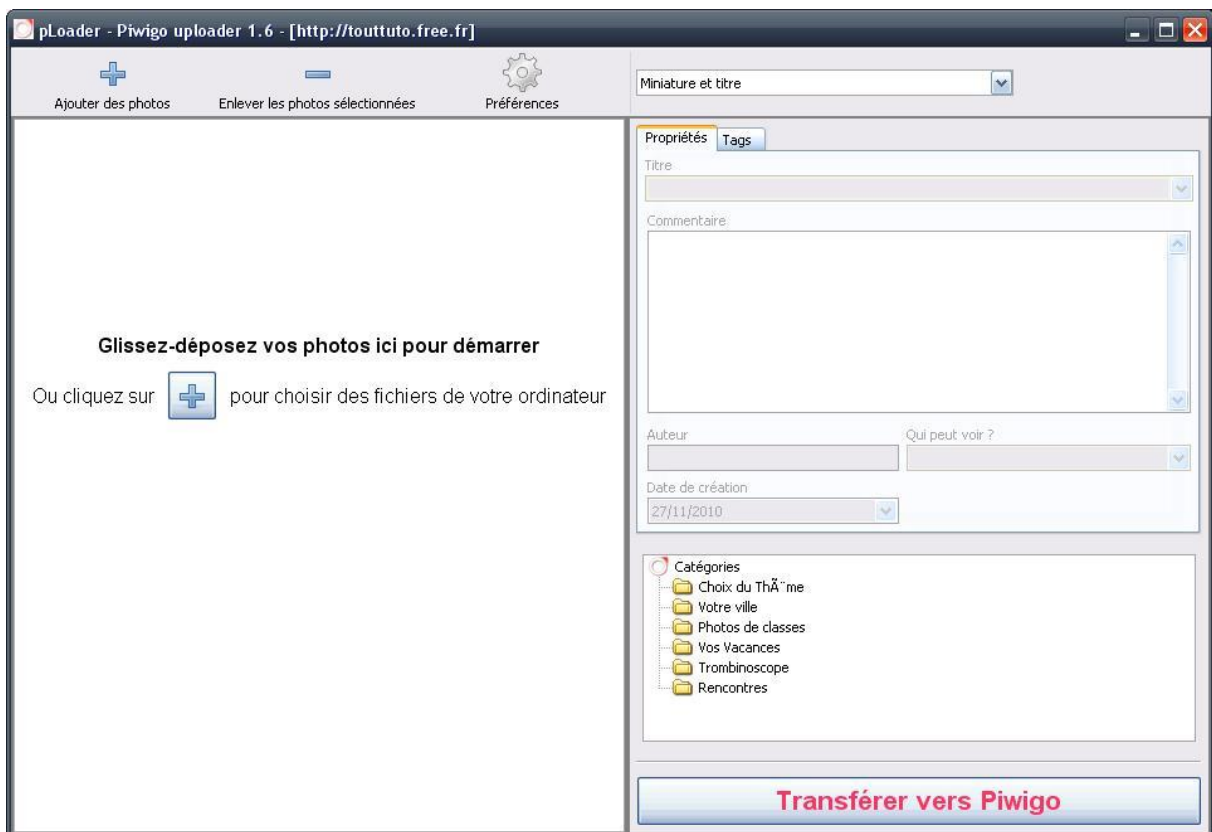 pLoader - Piwigo uploader 1.6 - [http://touttuto.free.fr]
Ajouter des photos
Enlever les photos sélectionnées
Préférences
Miniature et titre
Glissez-déposez vos photos ici pour démarrer
Ou cliquez sur pour choisir des fichiers de votre ordinateur
Propriétés
Tags
Titre
Commentaire
Auteur
Qui peut voir ?
Date de création
27/11/2010
Catégories
Choix du ThÃ¨me
Votre ville
Photos de classes
Vos Vacances
Trombinoscope
Rencontres
Transférer vers Piwigo